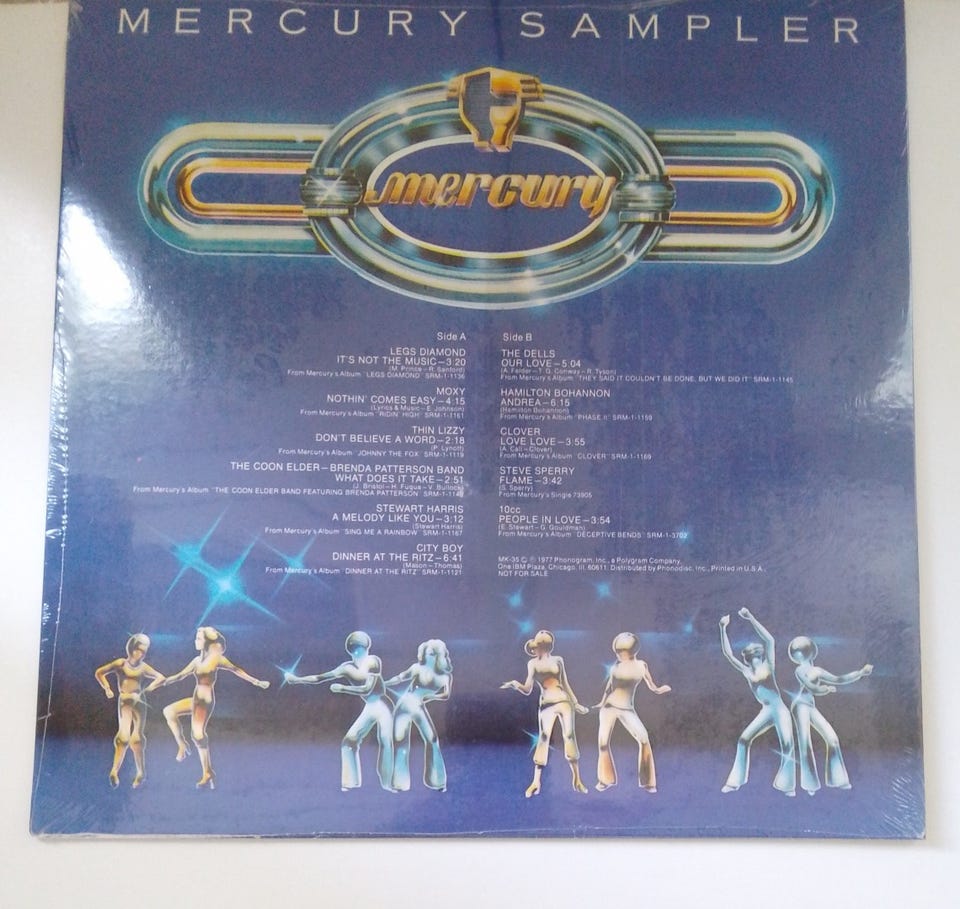 MERCURY SAMPLER
mercury
Side A
LEGS DIAMOND
IT'S NOT THE MUSIC—3:20
(M. Prince – R. Sanford)
From Mercury's Album "LEGS DIAMOND" SRM-1-1136
MOXY
NOTHIN' COMES EASY—4:15
(Lyrics & Music – E. Johnson)
From Mercury's Album "RIDIN' HIGH" SRM-1-1161
THIN LIZZY
DON'T BELIEVE A WORD—2:18
(P. Lynott)
From Mercury's Album "JOHNNY THE FOX" SRM-1-1119
THE COON ELDER—BRENDA PATTERSON BAND
WHAT DOES IT TAKE—2:51
(J. Bristol – H. Fuqua – V. Bullock)
From Mercury's Album "THE COON ELDER BAND FEATURING BRENDA PATTERSON" SRM-1-1149
STEWART HARRIS
A MELODY LIKE YOU—3:12
(Stewart Harris)
From Mercury's Album "SING ME A RAINBOW" SRM-1-1167
CITY BOY
DINNER AT THE RITZ—6:41
(Mason – Thomas)
From Mercury's Album "DINNER AT THE RITZ" SRM-1-1121
Side B
THE DELLS
OUR LOVE—5:04
(A. Felder – T. G. Conway – R. Tyson)
From Mercury's Album "THEY SAID IT COULDN'T BE DONE, BUT WE DID IT" SRM-1-1145
HAMILTON BOHANNON
ANDREA—6:15
(Hamilton Bohannon)
From Mercury's Album "PHASE II" SRM-1-1159
CLOVER
LOVE LOVE—3:55
(A. Call – Clover)
From Mercury's Album "CLOVER" SRM-1-1169
STEVE SPERRY
FLAME—3:42
(S. Sperry)
From Mercury's Single 73905
10cc
PEOPLE IN LOVE—3:54
(E. Stewart – G. Gouldman)
From Mercury's Album "DECEPTIVE BENDS" SRM-1-3702
MK-35 © ℗ 1977 Phonogram, Inc., a Polygram Company,
One IBM Plaza, Chicago, Ill. 60611. Distributed by Phonodisc, Inc., Printed in U.S.A.
NOT FOR SALE